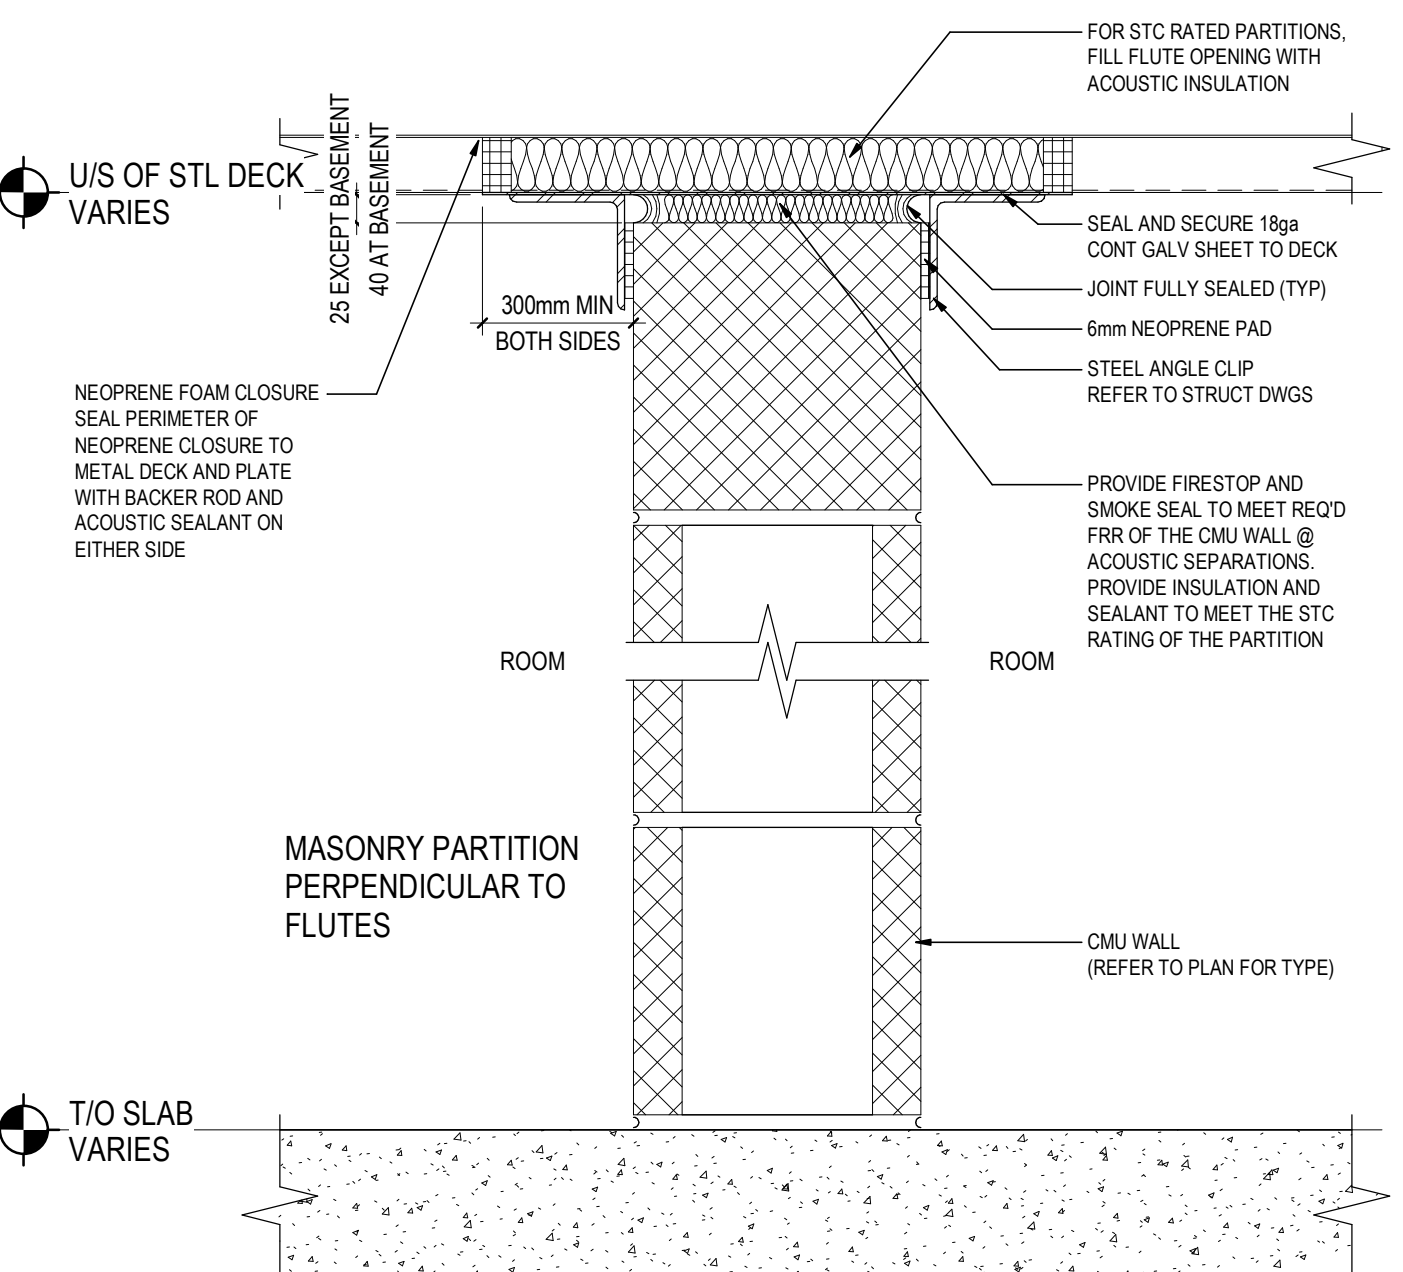 FOR STC RATED PARTITIONS,
FILL FLUTE OPENING WITH
ACOUSTIC INSULATION
25 EXCEPT BASEMENT
40 AT BASEMENT
U/S OF STL DECK
VARIES
SEAL AND SECURE 18ga
CONT GALV SHEET TO DECK
JOINT FULLY SEALED (TYP)
300mm MIN
BOTH SIDES
6mm NEOPRENE PAD
STEEL ANGLE CLIP
REFER TO STRUCT DWGS
NEOPRENE FOAM CLOSURE
SEAL PERIMETER OF
NEOPRENE CLOSURE TO
METAL DECK AND PLATE
WITH BACKER ROD AND
ACOUSTIC SEALANT ON
EITHER SIDE
PROVIDE FIRESTOP AND
SMOKE SEAL TO MEET REQ'D
FRR OF THE CMU WALL @
ACOUSTIC SEPARATIONS.
PROVIDE INSULATION AND
SEALANT TO MEET THE STC
RATING OF THE PARTITION
ROOM
ROOM
MASONRY PARTITION
PERPENDICULAR TO
FLUTES
CMU WALL
(REFER TO PLAN FOR TYPE)
T/O SLAB
VARIES